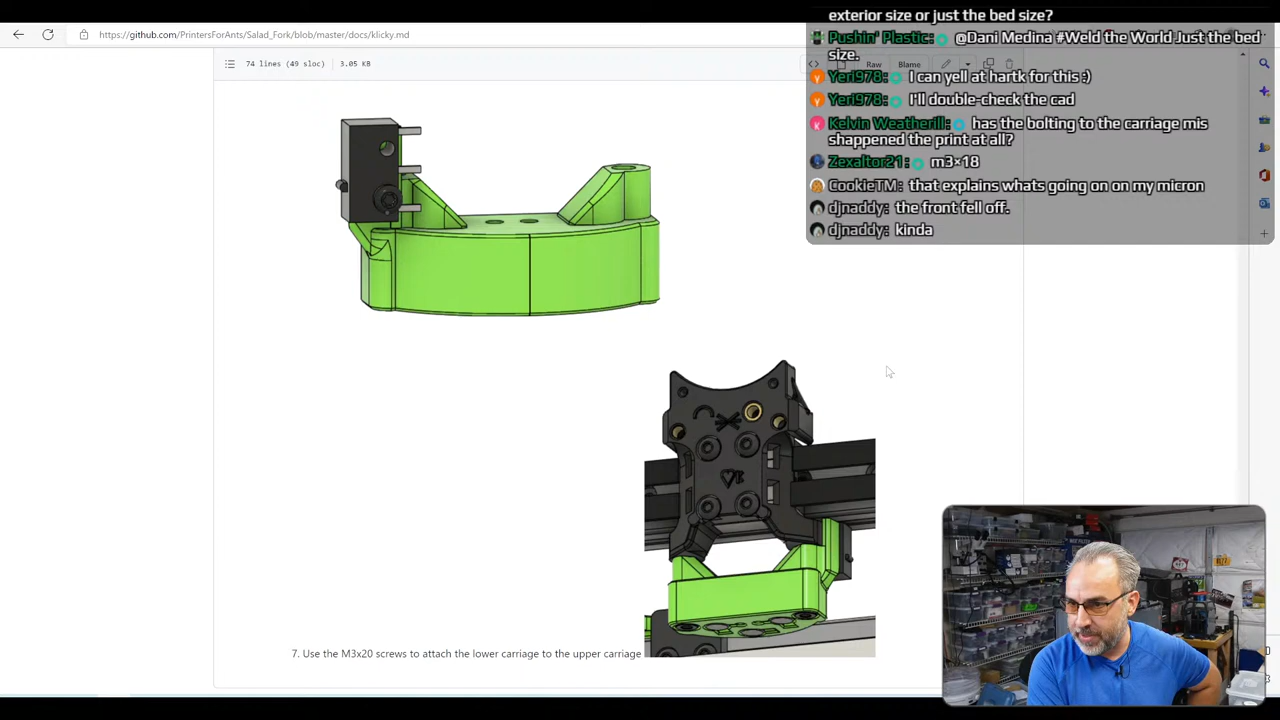 exterior size or just the bed size?
https://github.com/PrintersForAnts/Salad_Fork/blob/master/docs/klicky.md
Pushin' Plastic: @Dani Medina #Weld the World Just the bed
size.
74 lines (49 sloc) 3.05 KB
Raw Blame
Yeri978: I can yell at hartk for this :)
Yeri978: I'll double-check the cad
Kelvin Weatherill: has the bolting to the carriage mis
shappened the print at all?
Zexaltor21: m3×18
CookieTM: that explains whats going on on my micron
djnaddy: the front fell off.
djnaddy: kinda
7. Use the M3x20 screws to attach the lower carriage to the upper carriage